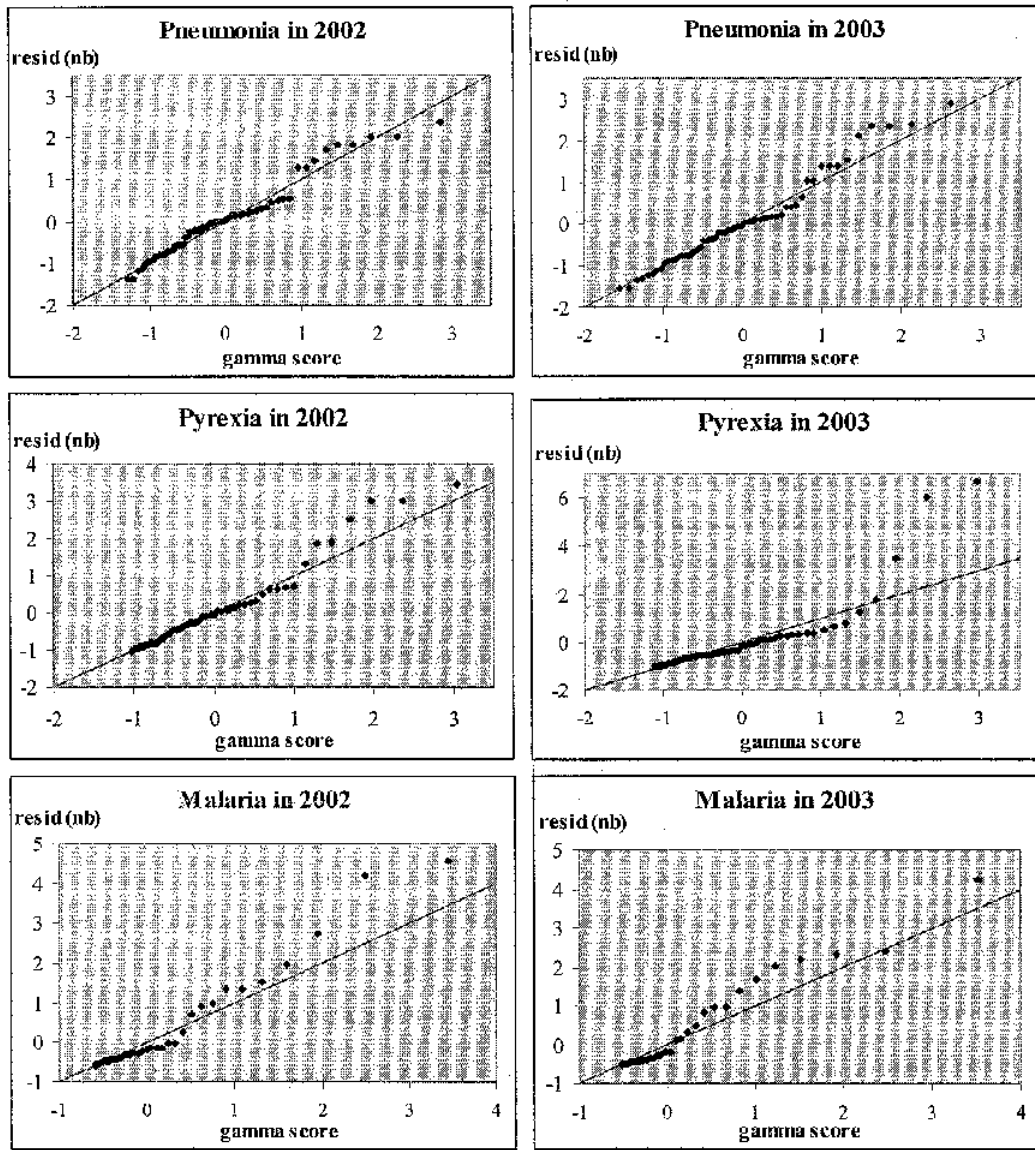 Pneumonia in 2002
resid (nb)
3
2
1
0
-1
-2
-2 -1 0 1 2 3
gamma score
Pneumonia in 2003
resid (nb)
3
2
1
0
-1
-2
-2 -1 0 1 2 3
gamma score
Pyrexia in 2002
resid (nb)
4
3
2
1
0
-1
-2
-2 -1 0 1 2 3
gamma score
Pyrexia in 2003
resid (nb)
6
4
2
0
-2
-2 -1 0 1 2 3
gamma score
Malaria in 2002
resid (nb)
5
4
3
2
1
0
-1
-1 0 1 2 3 4
gamma score
Malaria in 2003
resid (nb)
5
4
3
2
1
0
-1
-1 0 1 2 3 4
gamma score